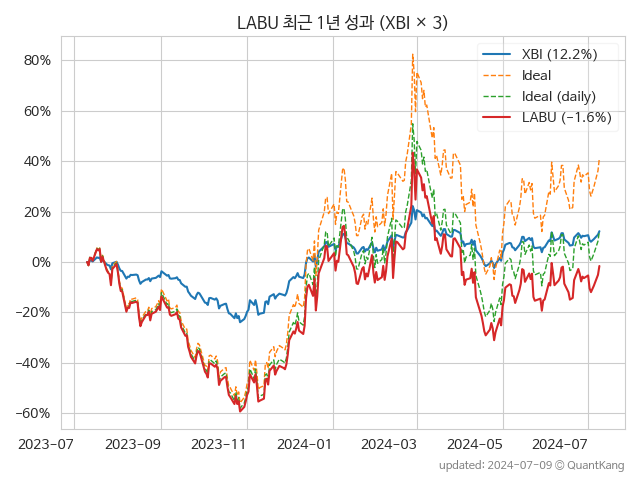 LABU 최근 1년 성과 (XBI × 3)
XBI (12.2%)
Ideal
Ideal (daily)
LABU (−1.6%)
80%
60%
40%
20%
0%
−20%
−40%
−60%
2023-07
2023-09
2023-11
2024-01
2024-03
2024-05
2024-07
updated: 2024-07-09 © QuantKang